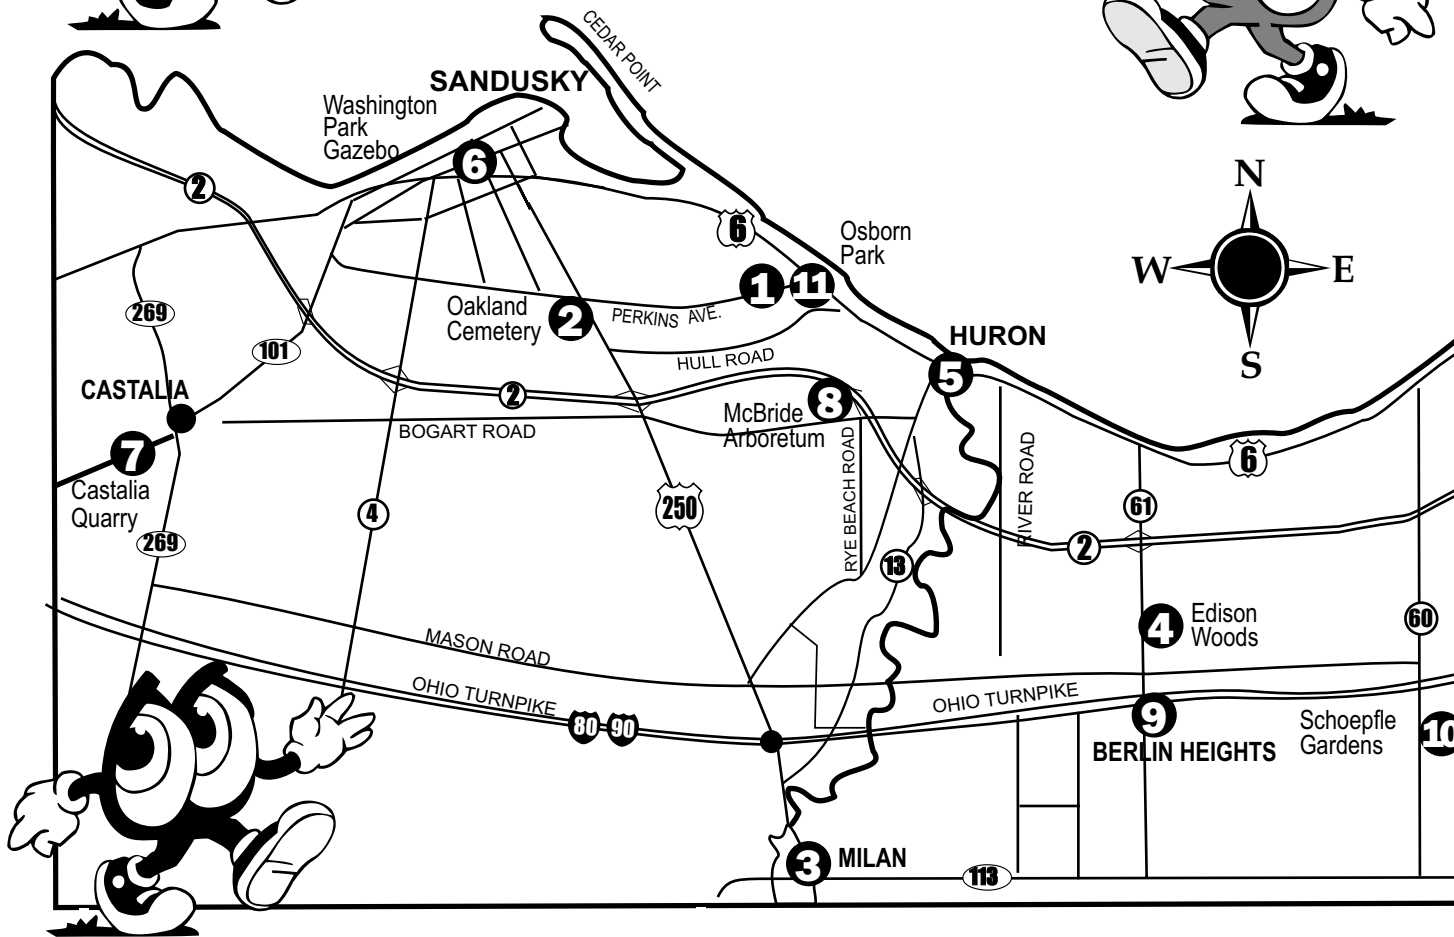 CEDAR POINT
SANDUSKY
Washington
Park
Gazebo
6
2
6
Osborn
Park
N
W
E
S
1
11
269
Oakland
Cemetery
2
PERKINS AVE.
HURON
101
HULL ROAD
CASTALIA
2
5
8
McBride
Arboretum
BOGART ROAD
7
6
Castalia
Quarry
269
4
250
RYE BEACH ROAD
RIVER ROAD
61
2
13
4
Edison
Woods
60
MASON ROAD
OHIO TURNPIKE
80
90
OHIO TURNPIKE
9
BERLIN HEIGHTS
Schoepfle
Gardens
10
3
MILAN
113